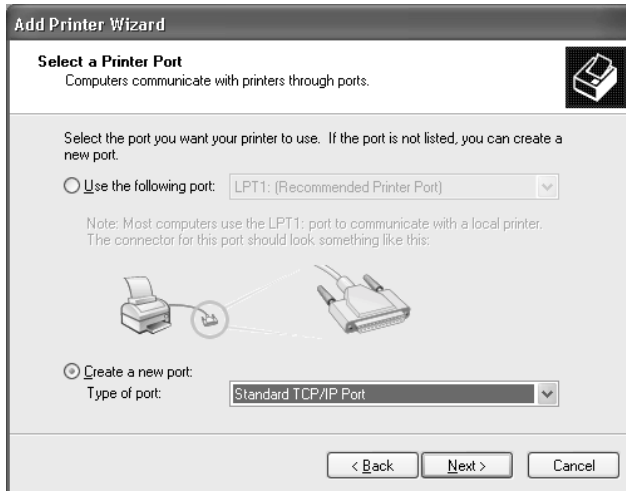 Add Printer Wizard
Select a Printer Port
Computers communicate with printers through ports.
Select the port you want your printer to use. If the port is not listed, you can create a
new port.
Use the following port: LPT1: (Recommended Printer Port)
Note: Most computers use the LPT1: port to communicate with a local printer.
The connector for this port should look something like this:
Create a new port:
Type of port: Standard TCP/IP Port
< Back Next > Cancel